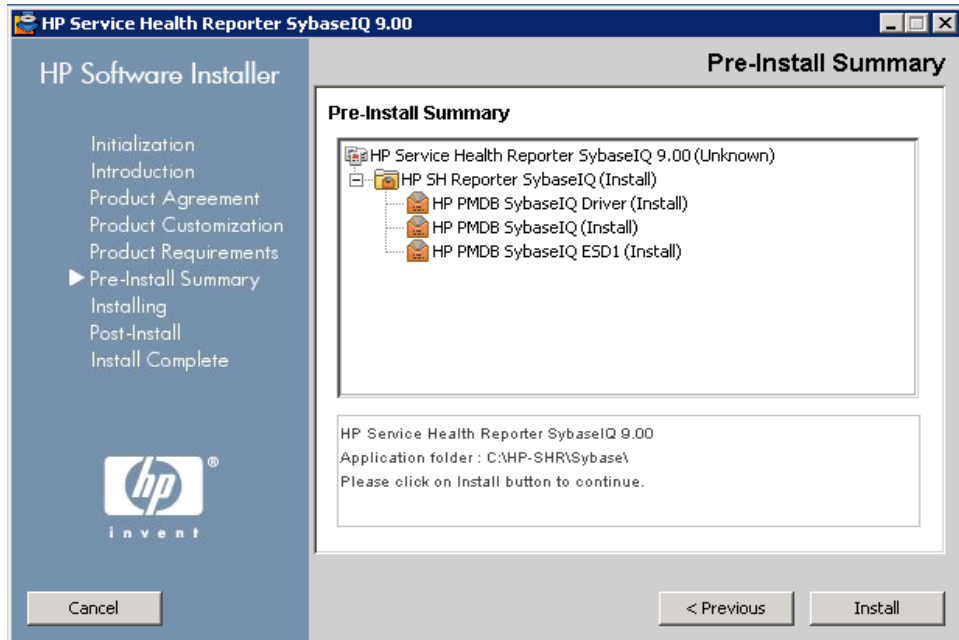 HP Service Health Reporter SybaseIQ 9.00
HP Software Installer
Initialization
Introduction
Product Agreement
Product Customization
Product Requirements
Pre-Install Summary
Installing
Post-Install
Install Complete
hp
®
invent
Pre-Install Summary
Pre-Install Summary
HP Service Health Reporter SybaseIQ 9.00 (Unknown)
HP SH Reporter SybaseIQ (Install)
HP PMDB SybaseIQ Driver (Install)
HP PMDB SybaseIQ (Install)
HP PMDB SybaseIQ ESD1 (Install)
HP Service Health Reporter SybaseIQ 9.00
Application folder : C:\HP-SHR\Sybase\
Please click on Install button to continue.
Cancel
< Previous
Install